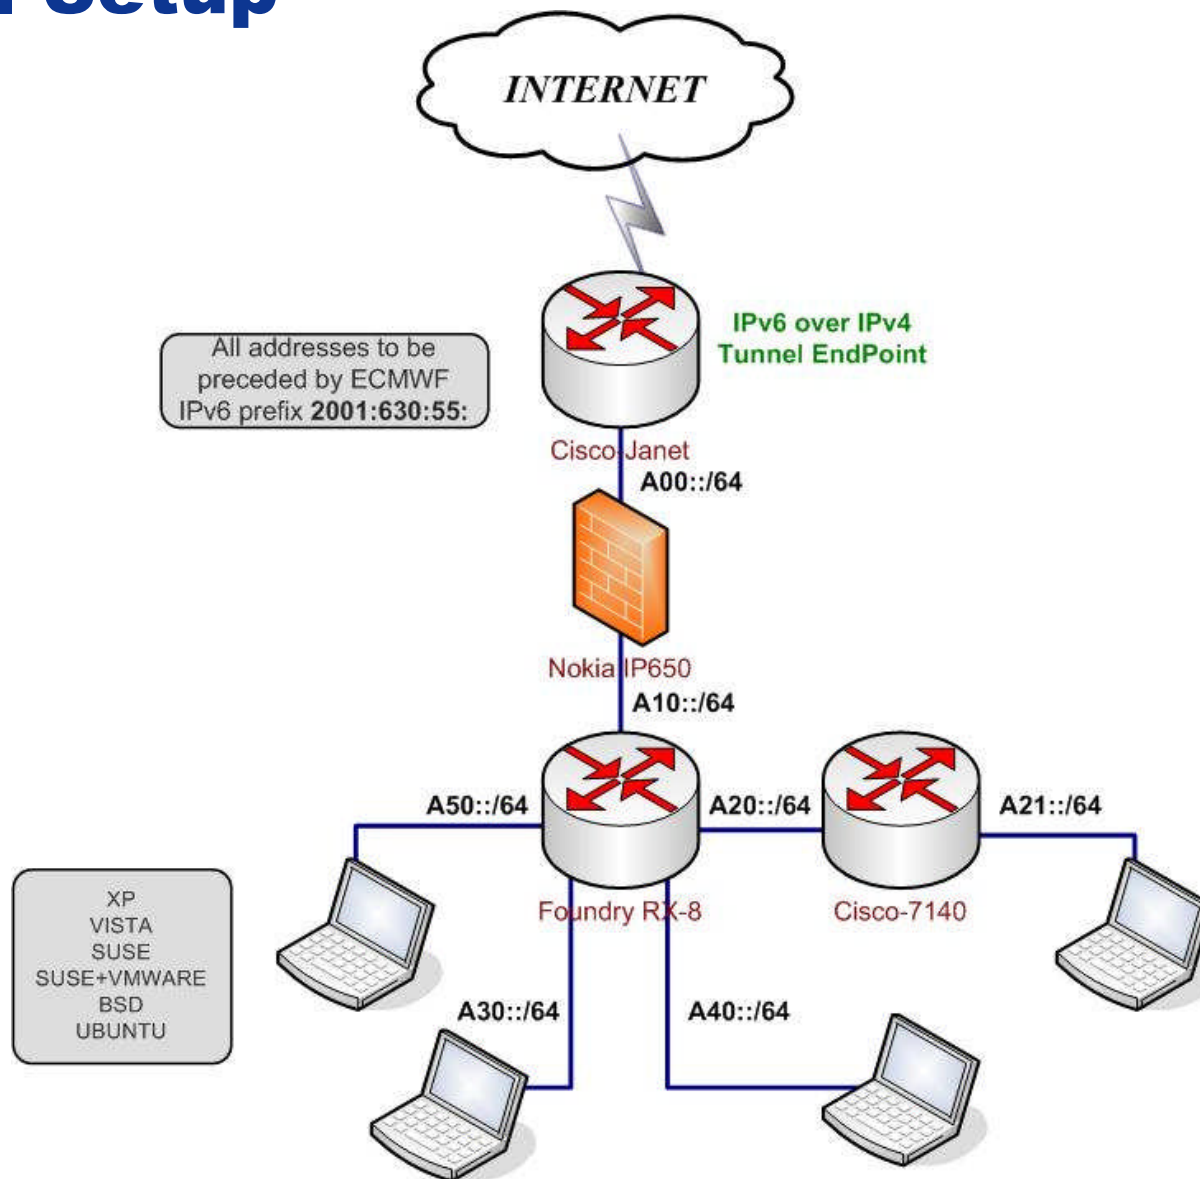 Setup
INTERNET
IPv6 over IPv4
Tunnel EndPoint
All addresses to be
preceded by ECMWF
IPv6 prefix 2001:630:55:
Cisco-Janet
A00::/64
Nokia IP650
A10::/64
A50::/64
A20::/64
A21::/64
Foundry RX-8
Cisco-7140
XP
VISTA
SUSE
SUSE+VMWARE
BSD
UBUNTU
A30::/64
A40::/64